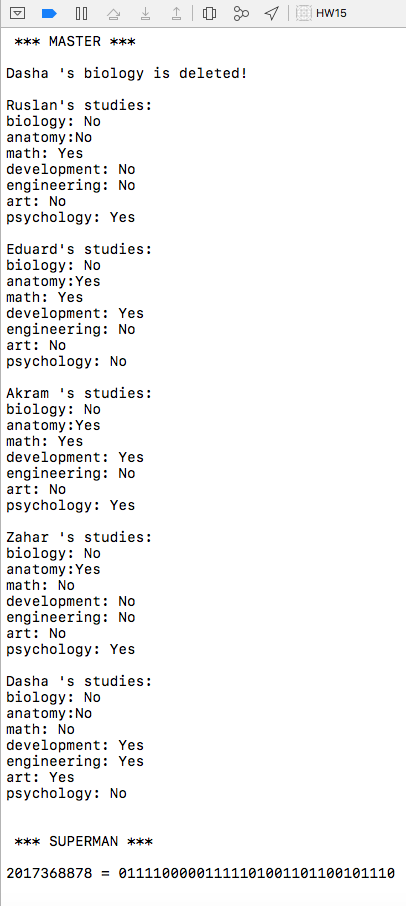 HW15
*** MASTER ***
Dasha 's biology is deleted!
Ruslan's studies:
biology: No
anatomy:No
math: Yes
development: No
engineering: No
art: No
psychology: Yes
Eduard's studies:
biology: No
anatomy:Yes
math: Yes
development: Yes
engineering: No
art: No
psychology: No
Akram 's studies:
biology: No
anatomy:Yes
math: Yes
development: Yes
engineering: No
art: No
psychology: Yes
Zahar 's studies:
biology: No
anatomy:Yes
math: No
development: No
engineering: No
art: No
psychology: Yes
Dasha 's studies:
biology: No
anatomy:No
math: No
development: Yes
engineering: Yes
art: Yes
psychology: No
*** SUPERMAN ***
2017368878 = 01111000001111101001101100101110